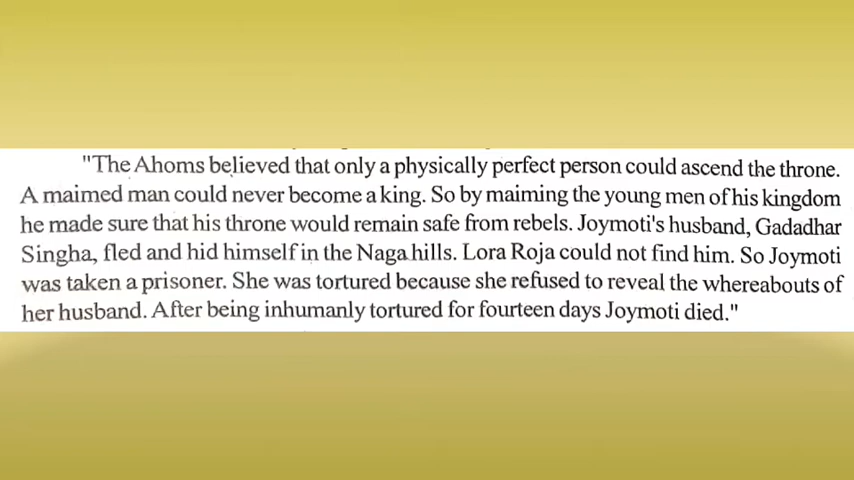 "The Ahoms believed that only a physically perfect person could ascend the throne.
A maimed man could never become a king. So by maiming the young men of his kingdom
he made sure that his throne would remain safe from rebels. Joymoti's husband, Gadadhar
Singha, fled and hid himself in the Naga hills. Lora Roja could not find him. So Joymoti
was taken a prisoner. She was tortured because she refused to reveal the whereabouts of
her husband. After being inhumanly tortured for fourteen days Joymoti died."